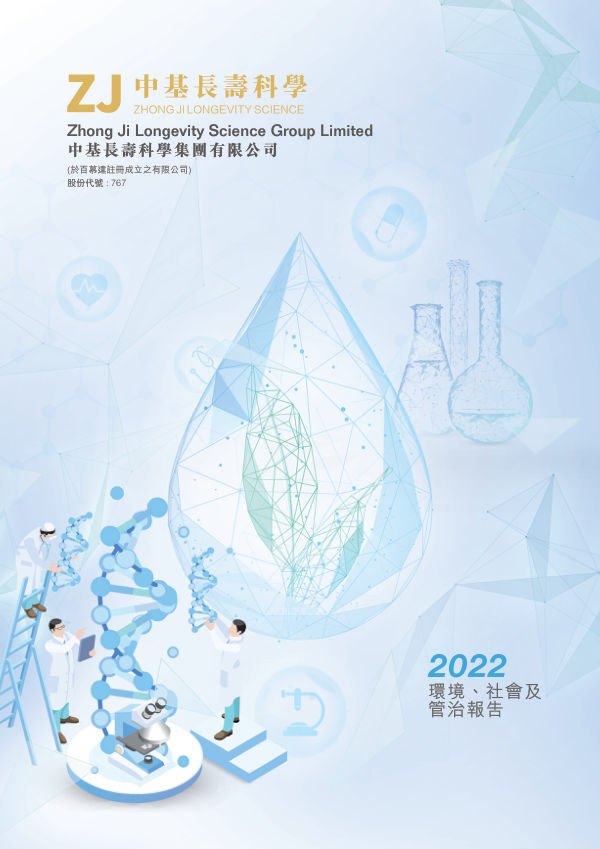 ZJ 中基長壽科學
ZHONG JI LONGEVITY SCIENCE
Zhong Ji Longevity Science Group Limited
中基長壽科學集團有限公司
(於百慕達註冊成立之有限公司)
股份代號 : 767
2022
環境、社會及
管治報告